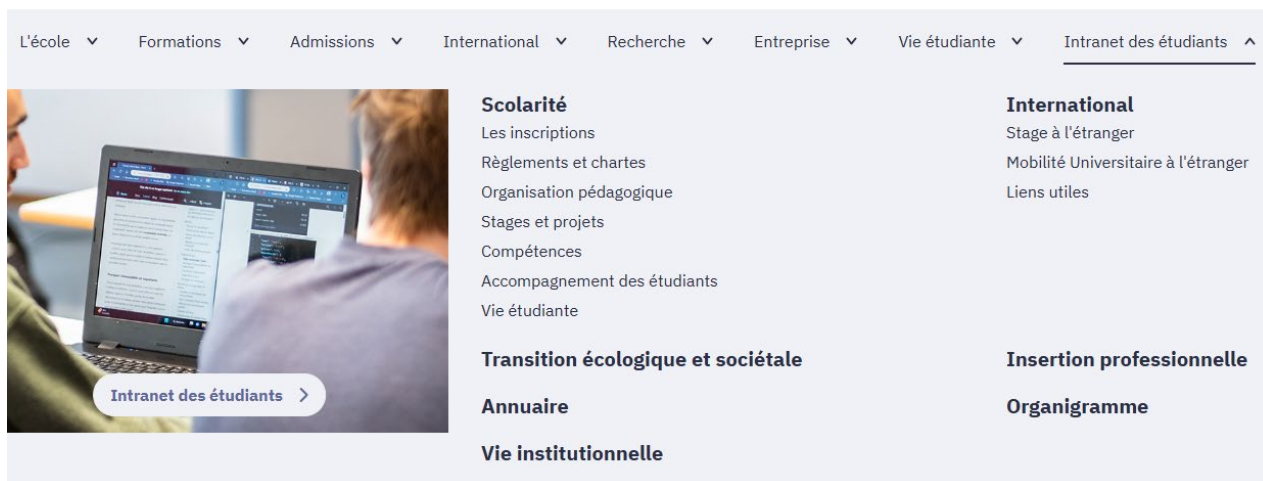 L'école
Formations
Admissions
International
Recherche
Entreprise
Vie étudiante
Intranet des étudiants
Scolarité
Les inscriptions
Règlements et chartes
Organisation pédagogique
Stages et projets
Compétences
Accompagnement des étudiants
Vie étudiante
International
Stage à l'étranger
Mobilité Universitaire à l'étranger
Liens utiles
Transition écologique et sociétale
Insertion professionnelle
Annuaire
Organigramme
Vie institutionnelle
Intranet des étudiants